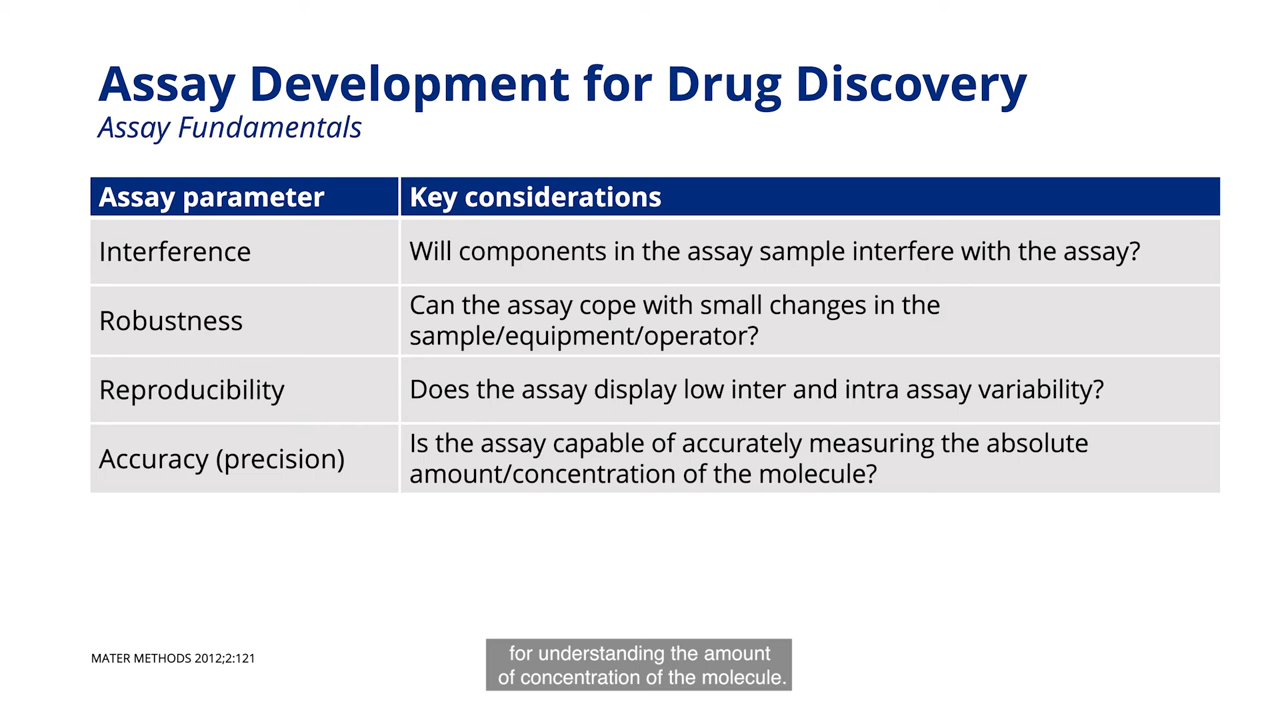 Assay Development for Drug Discovery
Assay Fundamentals
Assay parameter
Key considerations
Interference
Will components in the assay sample interfere with the assay?
Robustness
Can the assay cope with small changes in the
sample/equipment/operator?
Reproducibility
Does the assay display low inter and intra assay variability?
Accuracy (precision)
Is the assay capable of accurately measuring the absolute
amount/concentration of the molecule?
MATER METHODS 2012;2:121
for understanding the amount
of concentration of the molecule.